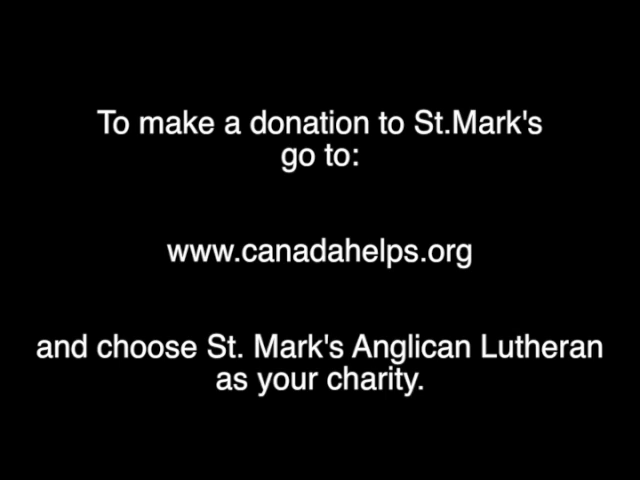 To make a donation to St.Mark's
go to:
www.canadahelps.org
and choose St. Mark's Anglican Lutheran
as your charity.